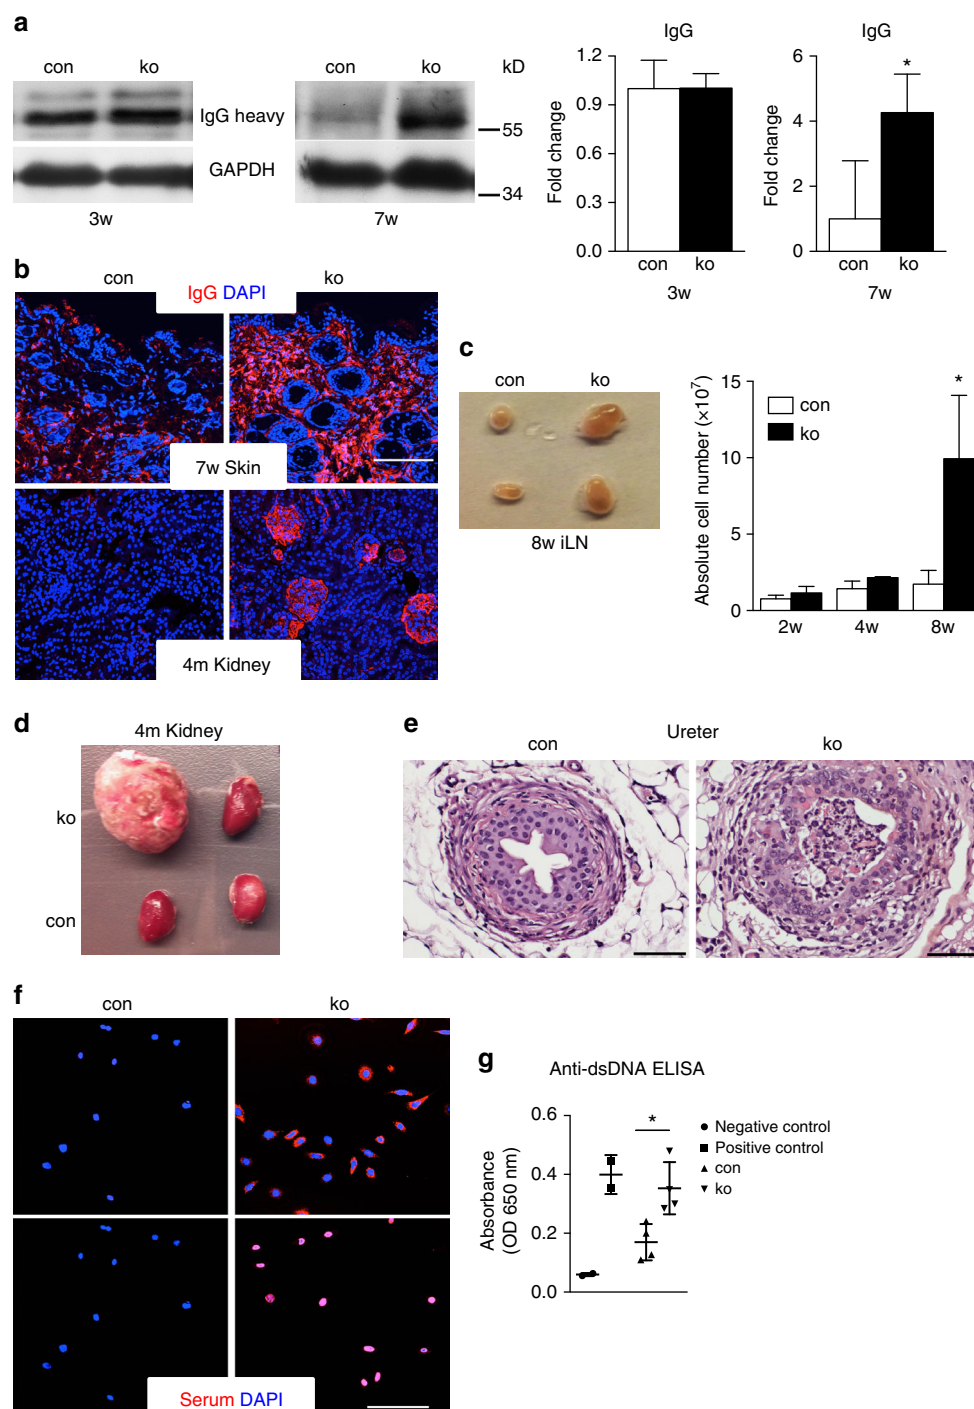 a
con ko
IgG heavy
GAPDH
3w
con ko kD
55
34
7w
IgG
Fold change
1.2
0.9
0.6
0.3
0.0
con ko
3w
IgG
Fold change
6
4
2
0
*
con ko
7w
b
con ko
IgG DAPI
7w Skin
4m Kidney
c
con ko
8w iLN
Absolute cell number (×10⁷)
15
10
5
0
con
ko
*
2w 4w 8w
d
4m Kidney
ko
con
e
Ureter
con ko
f
con ko
Serum DAPI
g
Anti-dsDNA ELISA
Absorbance
(OD 650 nm)
0.6
0.4
0.2
0.0
*
Negative control
Positive control
con
ko